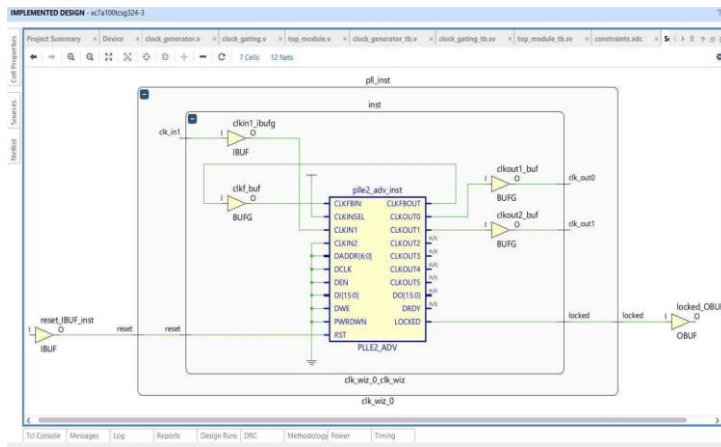 IMPLEMENTED DESIGN - xc7a100tcsg324-3
Project Summary × Device × clock_generator.v × clock_gating.v × top_module.v × clock_generator_tb.v × clock_gating_tb.sv × top_module_tb.sv × constraints.xdc ×
7 Cells 12 Nets
Cell Properties
Sources
Netlist
pll_inst
inst
clkin1_ibufg
clk_in1
I O
IBUF
clkf_buf
I O
BUFG
plle2_adv_inst
CLKFBIN CLKFBOUT
CLKINSEL CLKOUT0
CLKIN1 CLKOUT1
CLKIN2 CLKOUT2 n/c
DADDR[6:0] CLKOUT3 n/c
DCLK CLKOUT4 n/c
DEN CLKOUT5 n/c
DI[15:0] DO[15:0] n/c
DWE DRDY n/c
PWRDWN LOCKED
RST
PLLE2_ADV
clkout1_buf
I O
clk_out0
BUFG
clkout2_buf
I O
clk_out1
BUFG
reset_IBUF_inst
I O
reset reset
IBUF
locked locked
locked_OBUF
I O
OBUF
clk_wiz_0_clk_wiz
clk_wiz_0
Tcl Console Messages Log Reports Design Runs DRC Methodology Power Timing